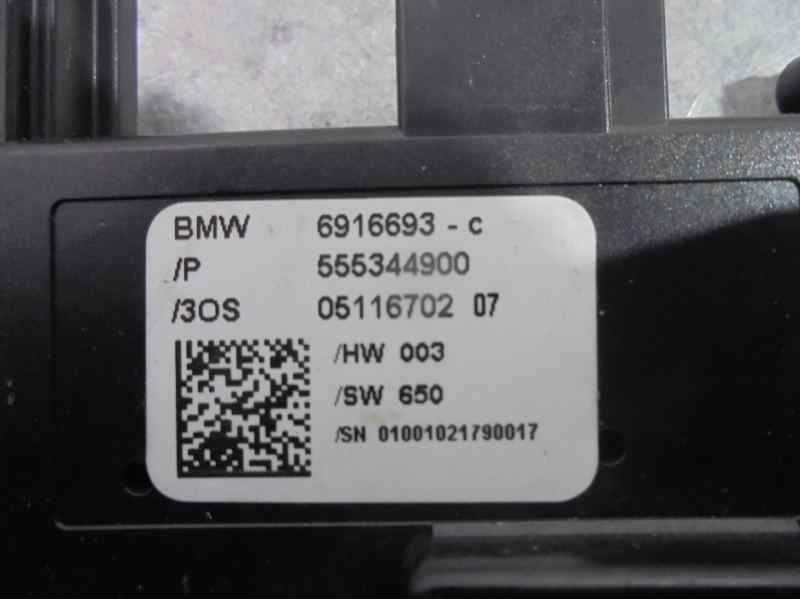 BMW 6916693 - c
/P 555344900
/3OS 05116702 07
/HW 003
/SW 650
/SN 01001021790017